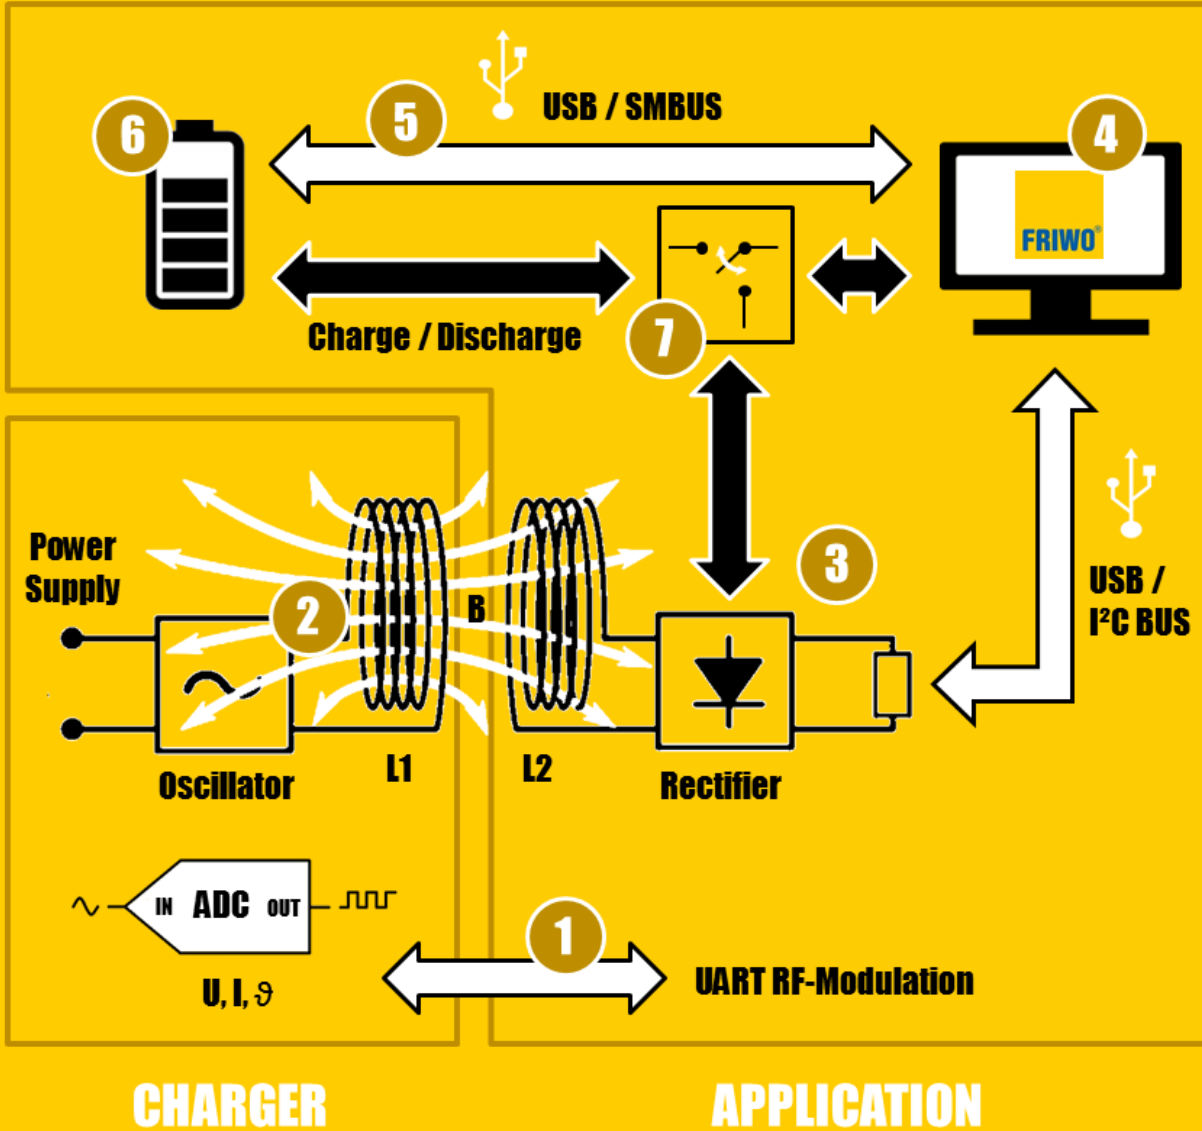 6
5
USB / SMBUS
4
FRIWO®
Charge / Discharge
7
Power
Supply
2
B
3
USB /
I²C BUS
Oscillator
L1
L2
Rectifier
IN ADC OUT
U, I, ϑ
1
UART RF-Modulation
CHARGER
APPLICATION